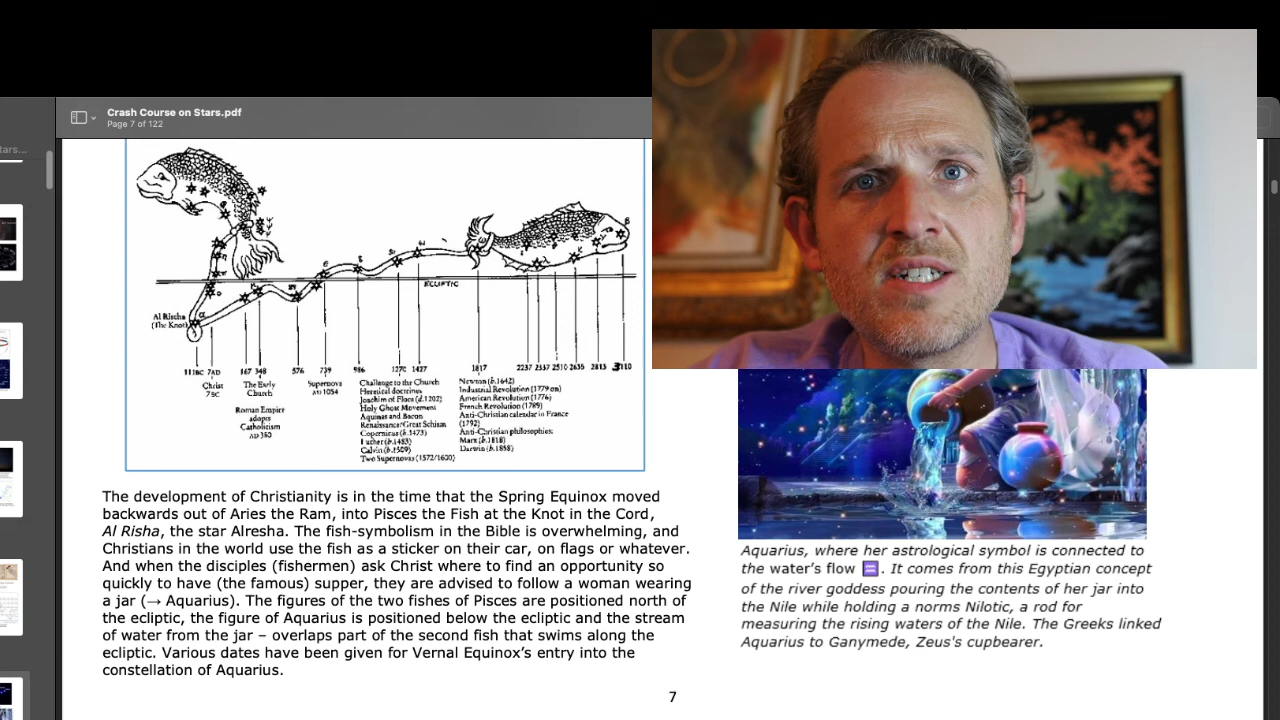 tars...
Crash Course on Stars.pdf
Page 7 of 122
ECLIPTIC
Al Rischa
(The Knot)
111BC 7AD 167 348 576 739 986 1270 1427 1817 2237 2337 2510 2635 2813 3110
Christ
7BC
The Early
Church
Roman Empire
adopts
Catholicism
AD 380
Supernova
AD 1054
Challenge to the Church
Heretical doctrines
Joachim of Flora (d.1202)
Holy Ghost Movement
Aquinas and Bacon
Renaissance/Great Schism
Copernicus (b.1473)
Luther (b.1483)
Calvin (b.1509)
Two Supernovas (1572/1600)
Newton (b.1642)
Industrial Revolution (1779 on)
American Revolution (1776)
French Revolution (1789)
Anti-Christian calendar in France
(1792)
Anti-Christian philosophies:
Marx (b.1818)
Darwin (b.1858)
The development of Christianity is in the time that the Spring Equinox moved
backwards out of Aries the Ram, into Pisces the Fish at the Knot in the Cord,
Al Risha, the star Alresha. The fish-symbolism in the Bible is overwhelming, and
Christians in the world use the fish as a sticker on their car, on flags or whatever.
And when the disciples (fishermen) ask Christ where to find an opportunity so
quickly to have (the famous) supper, they are advised to follow a woman wearing
a jar (→ Aquarius). The figures of the two fishes of Pisces are positioned north of
the ecliptic, the figure of Aquarius is positioned below the ecliptic and the stream
of water from the jar – overlaps part of the second fish that swims along the
ecliptic. Various dates have been given for Vernal Equinox's entry into the
constellation of Aquarius.
Aquarius, where her astrological symbol is connected to
the water's flow ♒. It comes from this Egyptian concept
of the river goddess pouring the contents of her jar into
the Nile while holding a norms Nilotic, a rod for
measuring the rising waters of the Nile. The Greeks linked
Aquarius to Ganymede, Zeus's cupbearer.
7